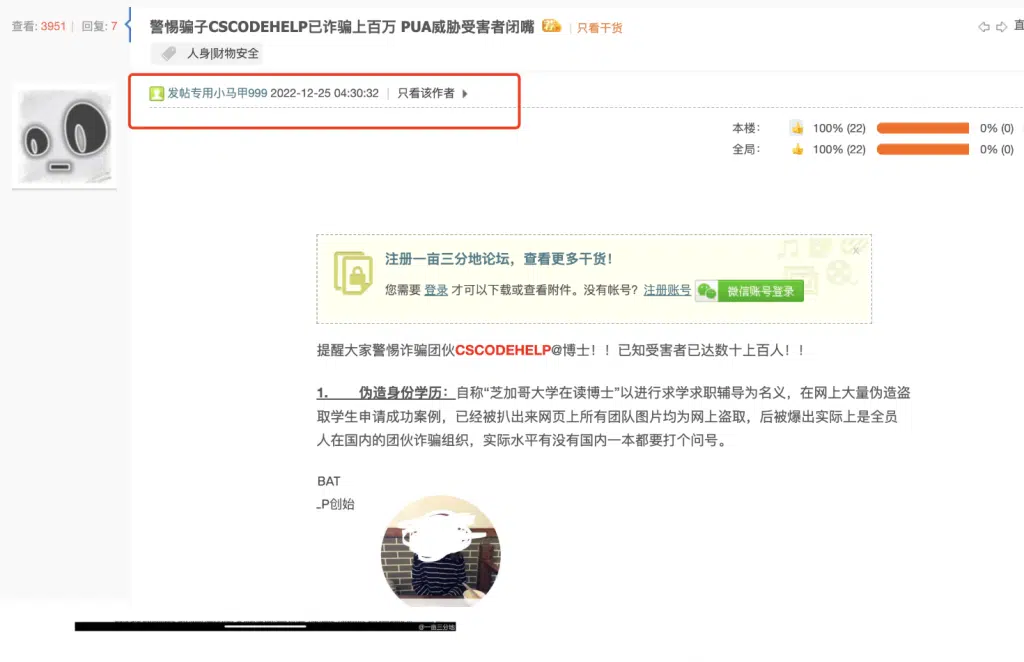 查看: 3951 | 回复: 7
警惕骗子CSCODEHELP已诈骗上百万 PUA威胁受害者闭嘴 | 只看干货
直
人身|财物安全
发帖专用小马甲999 2022-12-25 04:30:32 | 只看该作者
本楼: 100% (22) 0% (0)
全局: 100% (22) 0% (0)
注册一亩三分地论坛，查看更多干货！
您需要 登录 才可以下载或查看附件。没有帐号？ 注册账号 微信账号登录
提醒大家警惕诈骗团伙CSCODEHELP@博士！！ 已知受害者已达数十上百人！！
1. 伪造身份学历：自称“芝加哥大学在读博士”以进行求学求职辅导为名义，在网上大量伪造盗
取学生申请成功案例，已经被扒出来网页上所有团队图片均为网上盗取，后被爆出实际上是全员
人在国内的团伙诈骗组织，实际水平有没有国内一本都要打个问号。
BAT
_P创始
@一亩三分地